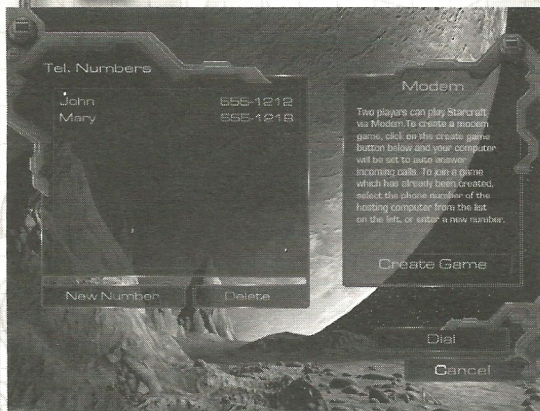 Tel. Numbers
John 555-1212
Mary 555-1213
New Number
Delete
Modem
Two players can play Starcraft
via Modem. To create a modem
game, click on the create game
button below and your computer
will be set to auto answer
incoming calls. To join a game
which has already been created,
select the phone number of the
hosting computer from the list
on the left, or enter a new number.
Create Game
Dial
Cancel